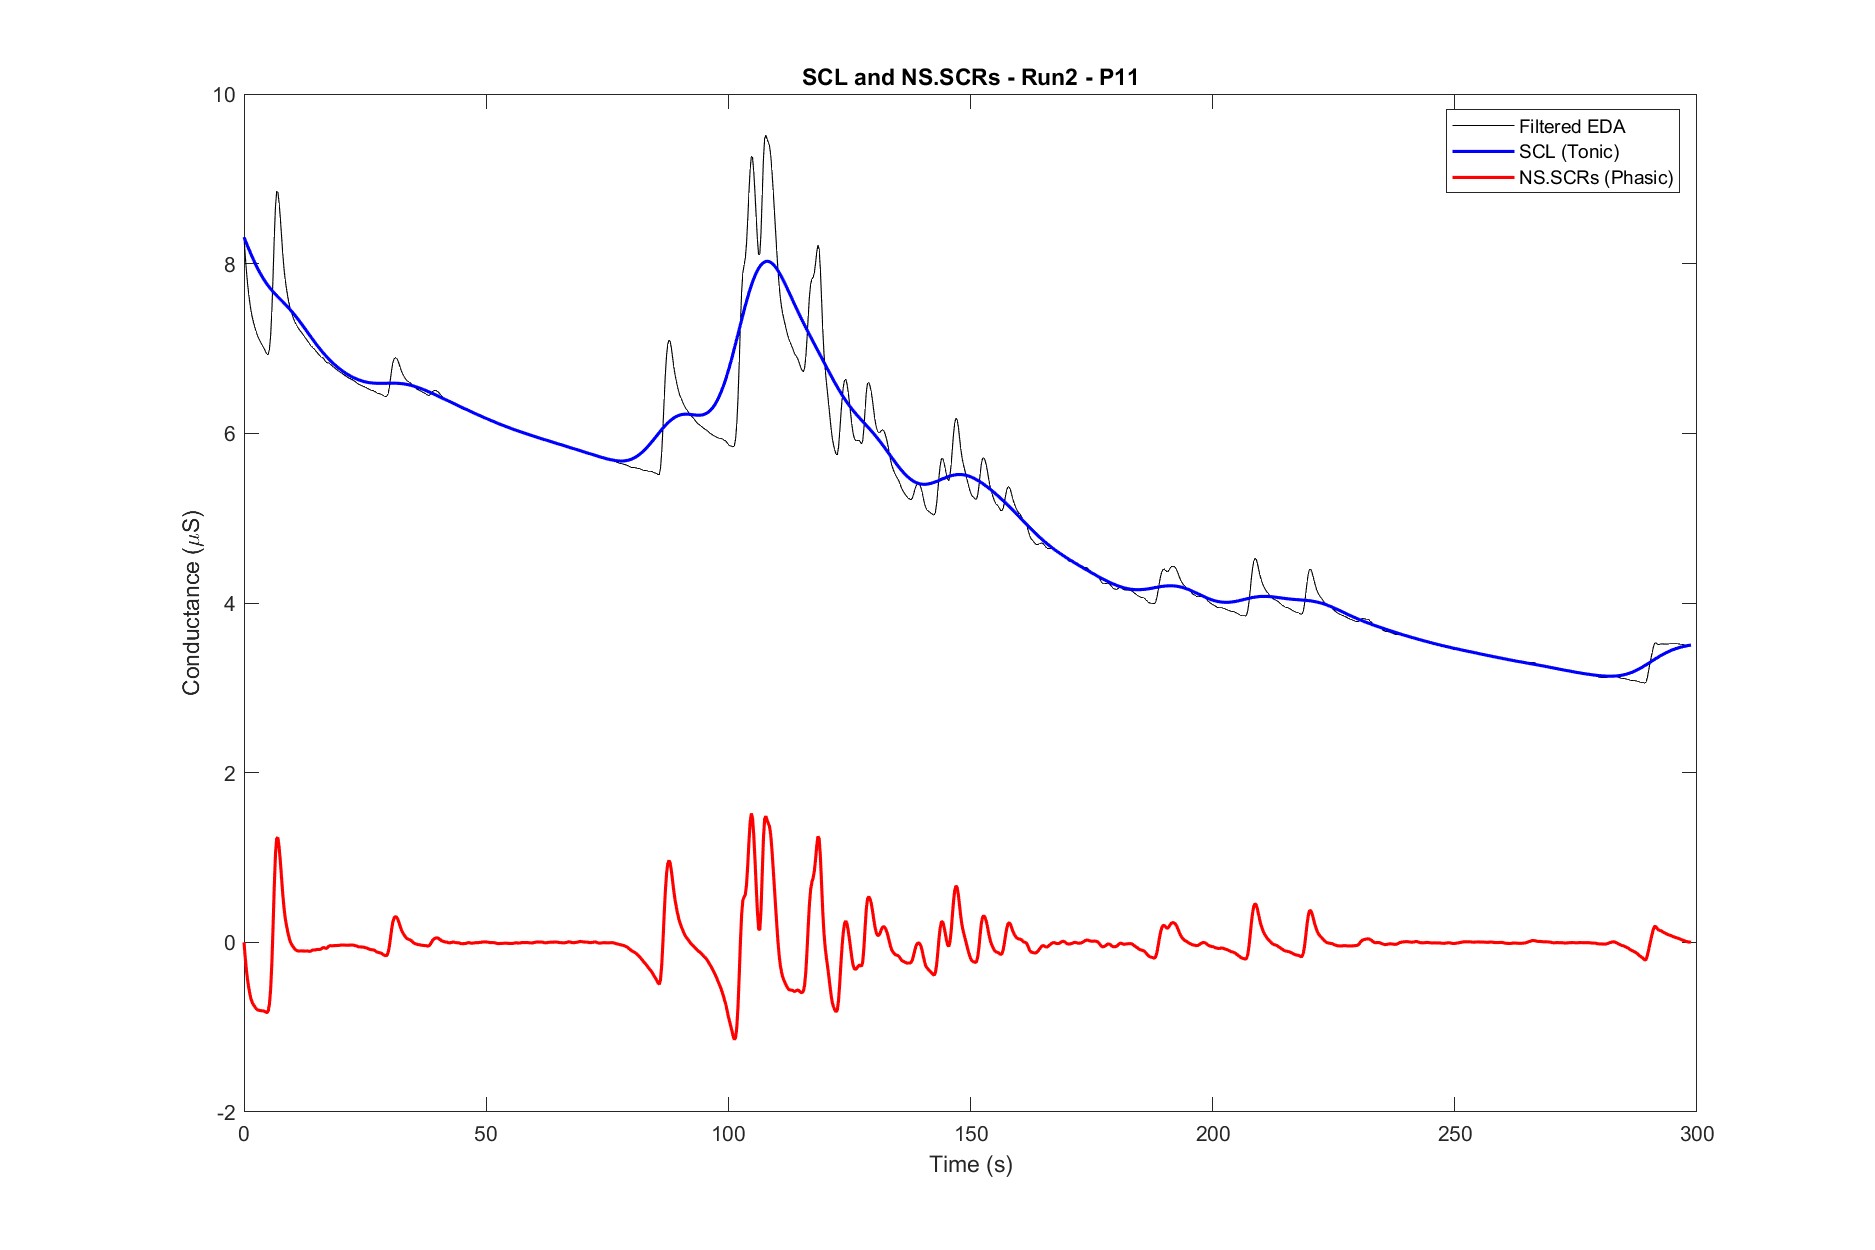 SCL and NS.SCRs - Run2 - P11
10
8
6
4
2
0
-2
Conductance (μS)
Filtered EDA
SCL (Tonic)
NS.SCRs (Phasic)
0 50 100 150 200 250 300
Time (s)